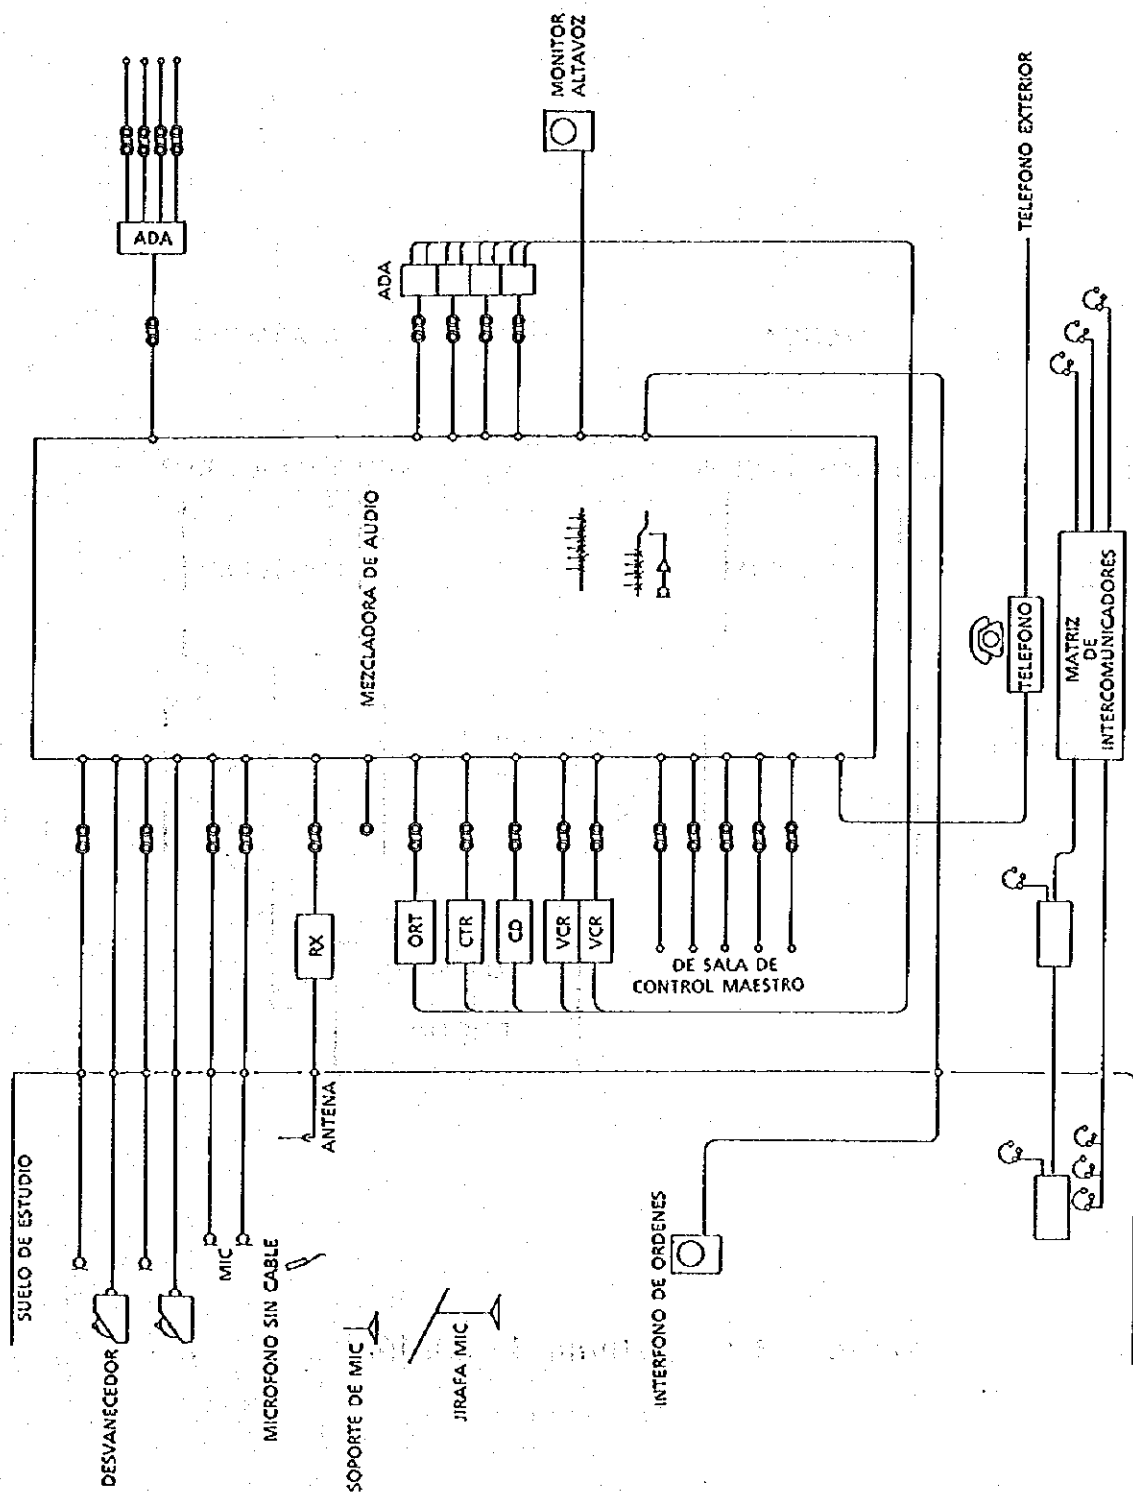 SUELO DE ESTUDIO
DESVANECEDOR
MIC
MICROFONO SIN CABLE
SOPORTE DE MIC
JIRAFA MIC
ANTENA
INTERFONO DE ORDENES
RX
ORT
CTR
CD
VCR
VCR
DE SALA DE
CONTROL MAESTRO
MEZCLADORA DE AUDIO
ADA
ADA
MONITOR
ALTAVOZ
TELEFONO
TELEFONO EXTERIOR
MATRIZ
DE
INTERCOMUNICADORES